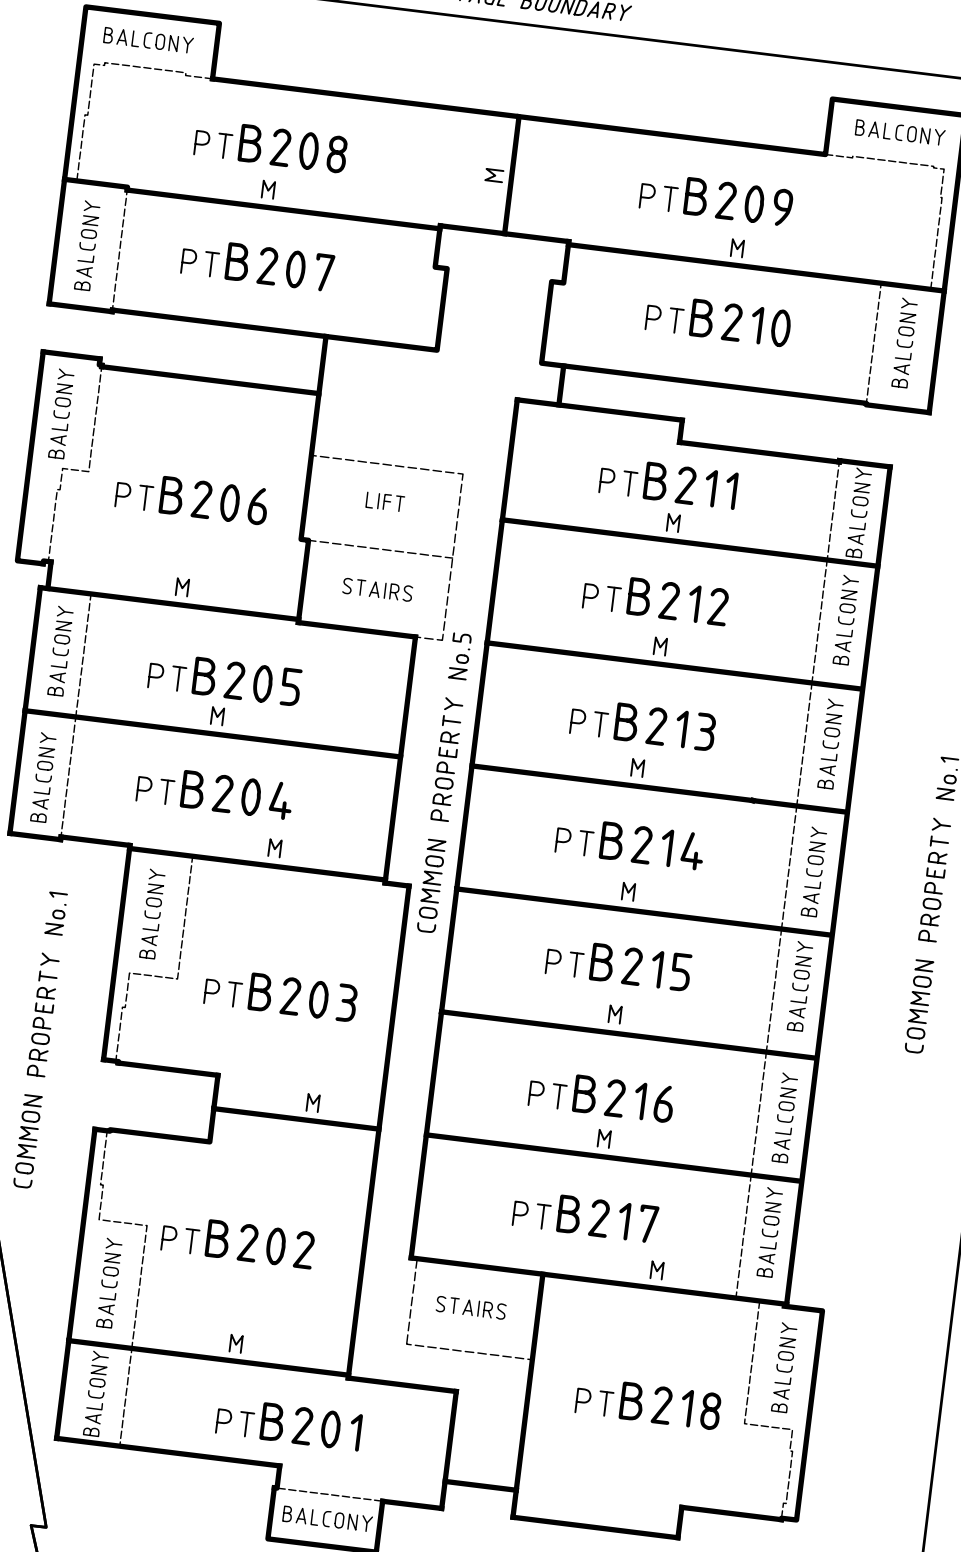 BOUNDARY
BALCONY
BALCONY
PTB208
M
M
PTB209
M
BALCONY
PTB207
PTB210
BALCONY
BALCONY
PTB206
M
LIFT
STAIRS
PTB211
M
BALCONY
PTB212
M
BALCONY
BALCONY
PTB205
M
COMMON PROPERTY No.5
PTB213
M
BALCONY
BALCONY
PTB204
M
PTB214
M
BALCONY
COMMON PROPERTY No.1
COMMON PROPERTY No.1
BALCONY
PTB203
M
PTB215
M
BALCONY
PTB216
M
BALCONY
PTB202
BALCONY
M
PTB217
M
BALCONY
STAIRS
BALCONY
PTB201
BALCONY
PTB218
BALCONY